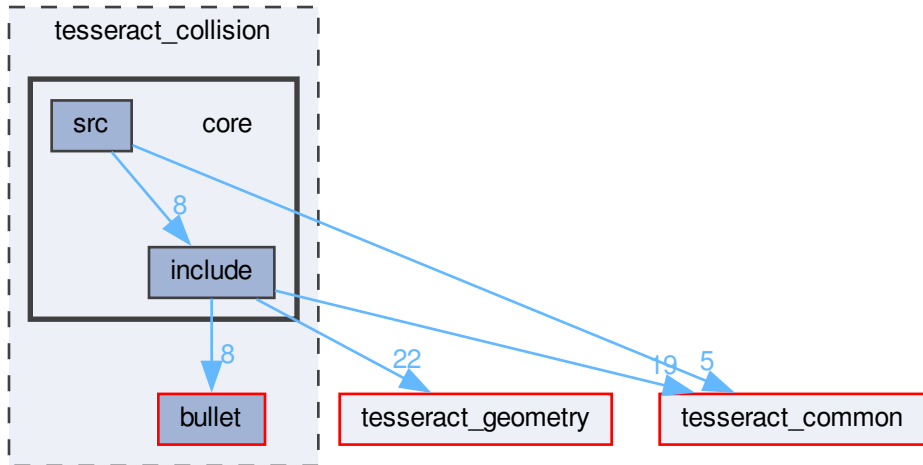 tesseract_collision
src
core
8
include
8
22
19
5
bullet
tesseract_geometry
tesseract_common